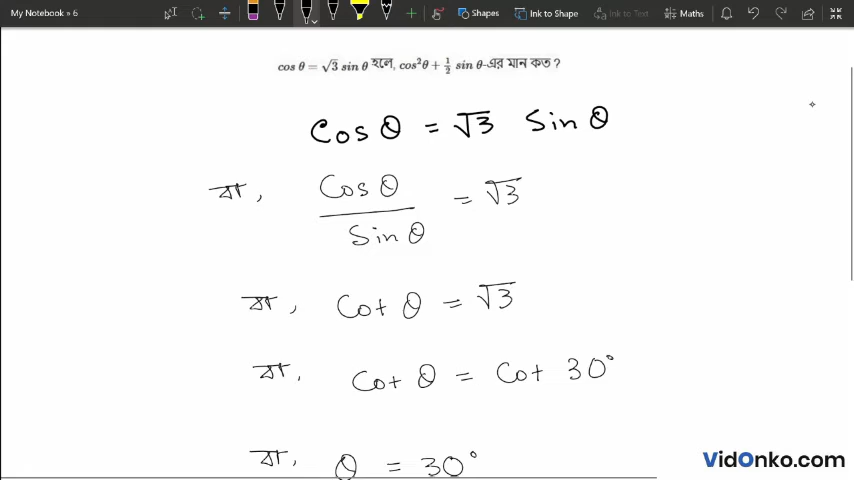 My Notebook » 6
Shapes
Ink to Shape
Ink to Text
Maths
cos θ = √3 sin θ হলে, cos²θ + ½ sin θ-এর মান কত ?
Cos θ = √3 Sin θ
বা, Cos θ / Sin θ = √3
বা, Cot θ = √3
বা, Cot θ = Cot 30°
বা, θ = 30°
VidOnko.com